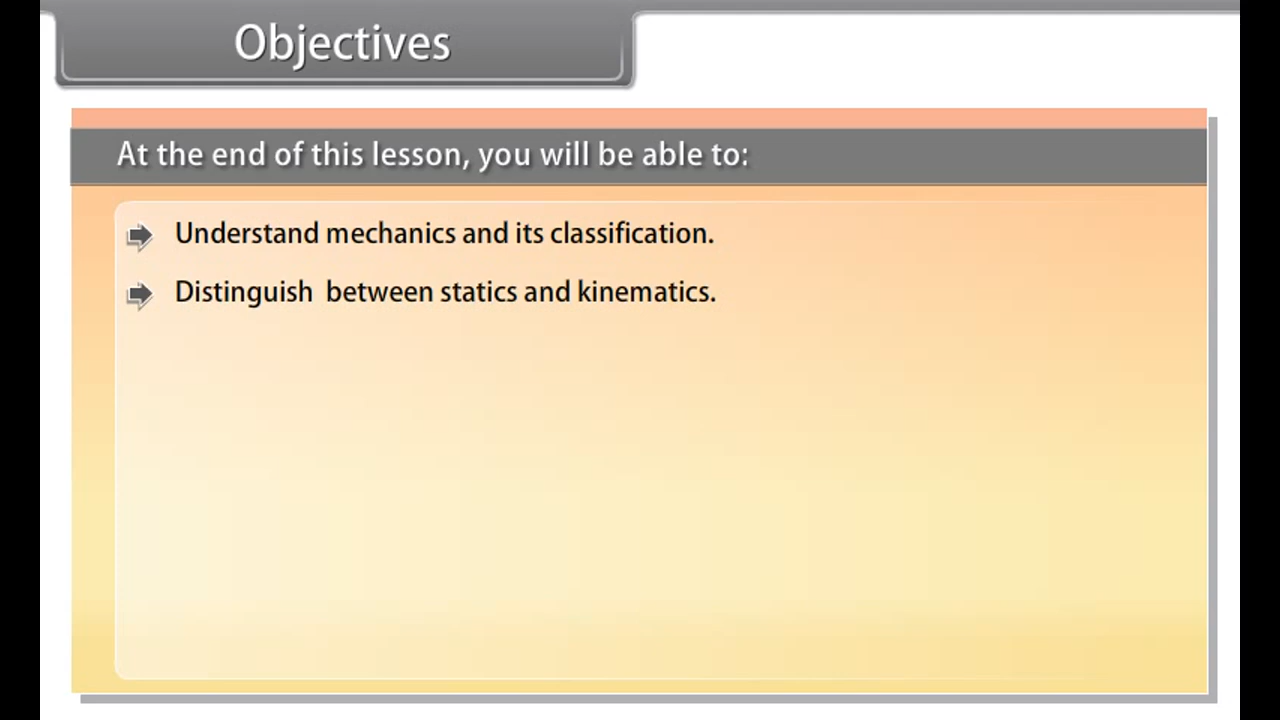 Objectives
At the end of this lesson, you will be able to:
Understand mechanics and its classification.
Distinguish between statics and kinematics.